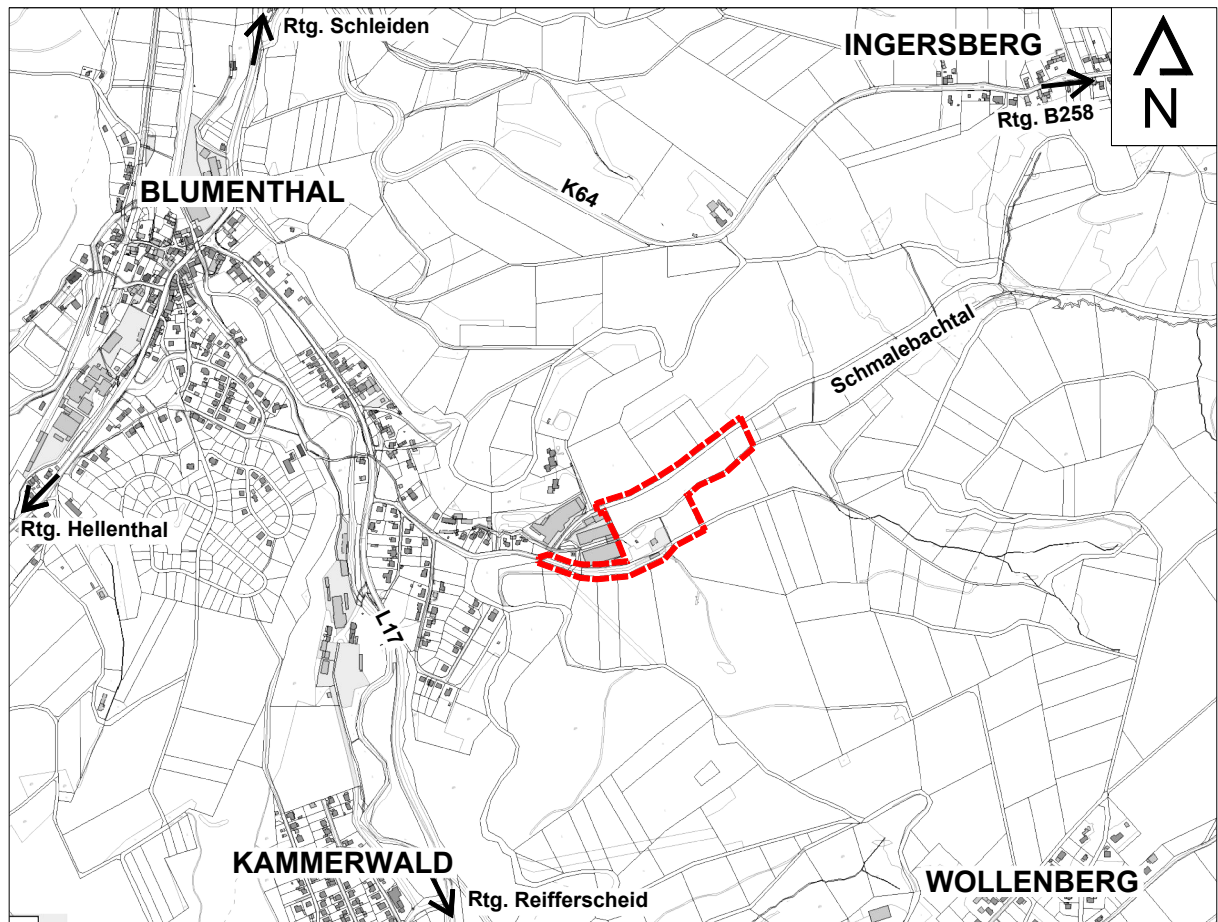 Rtg. Schleiden
INGERSBERG
N
Rtg. B258
BLUMENTHAL
K64
Schmalebachtal
Rtg. Hellenthal
L17
KAMMERWALD
Rtg. Reifferscheid
WOLLENBERG